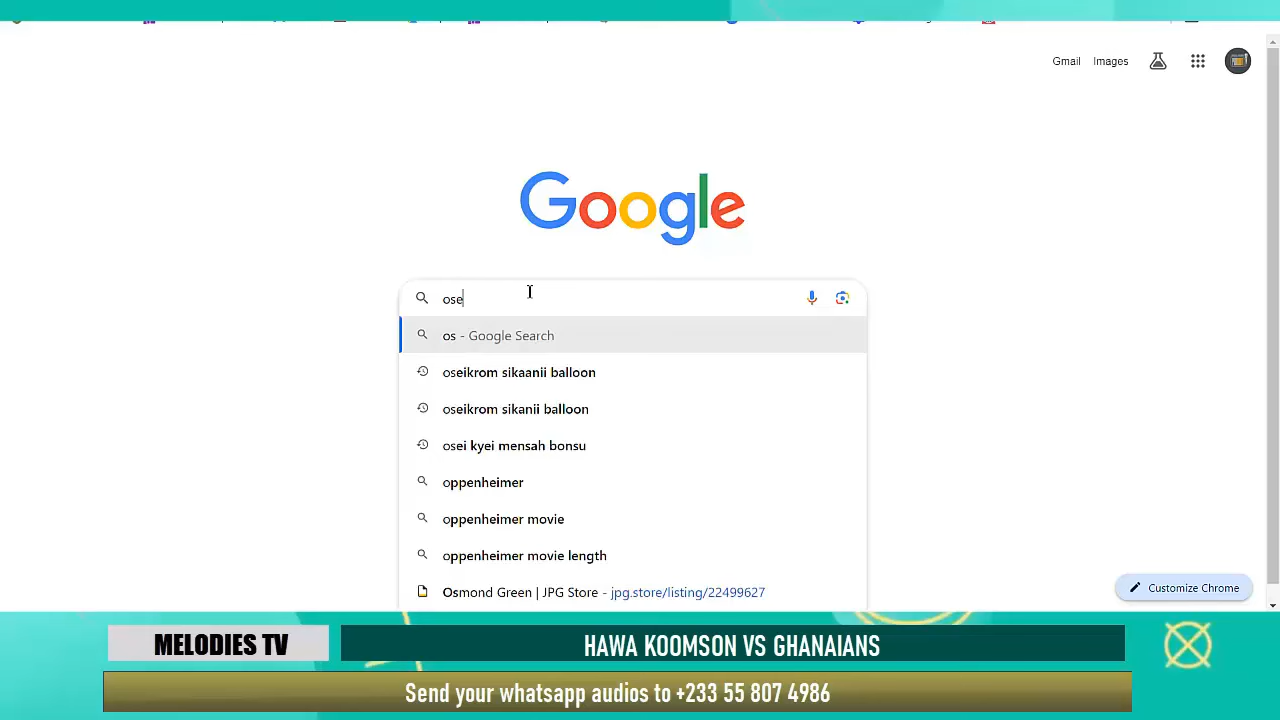 Gmail Images
Google
ose
os - Google Search
oseikrom sikaanii balloon
oseikrom sikanii balloon
osei kyei mensah bonsu
oppenheimer
oppenheimer movie
oppenheimer movie length
Osmond Green | JPG Store - jpg.store/listing/22499627
Customize Chrome
MELODIES TV
HAWA KOOMSON VS GHANAIANS
Send your whatsapp audios to +233 55 807 4986